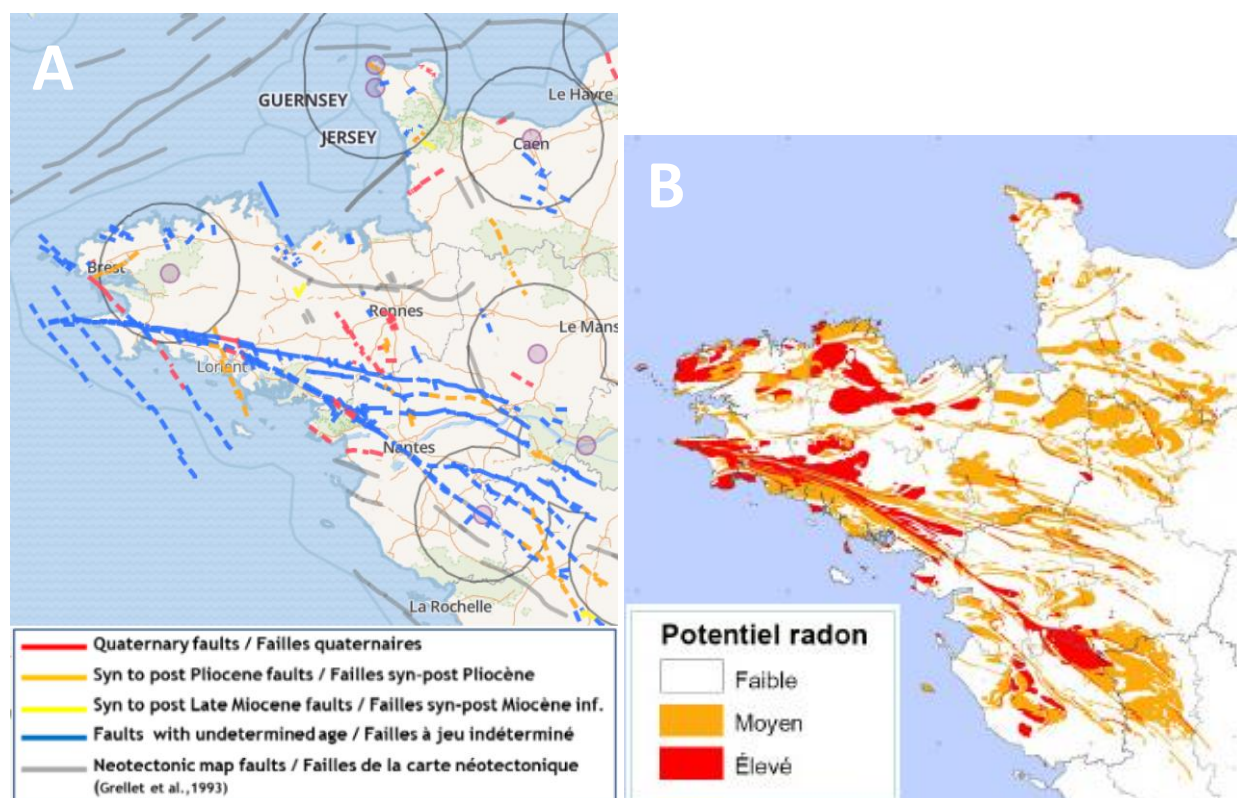 A
GUERNSEY
JERSEY
Le Havre
Caen
Brest
Rennes
Le Mans
Lorient
Nantes
La Rochelle
Quaternary faults / Failles quaternaires
Syn to post Pliocene faults / Failles syn-post Pliocène
Syn to post Late Miocene faults / Failles syn-post Miocène inf.
Faults with undetermined age / Failles à jeu indéterminé
Neotectonic map faults / Failles de la carte néotectonique
(Grellet et al.,1993)
B
Potentiel radon
Faible
Moyen
Élevé